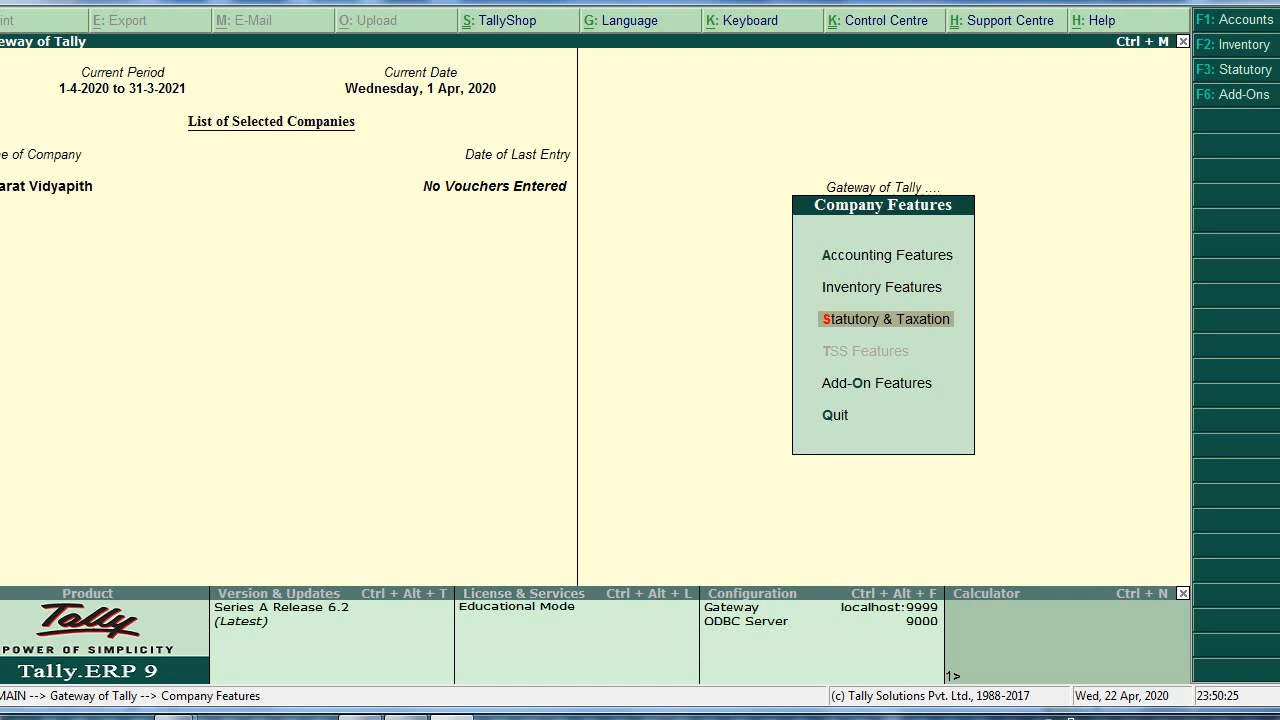 int E: Export M: E-Mail O: Upload S: TallyShop G: Language K: Keyboard K: Control Centre H: Support Centre H: Help
eway of Tally Ctrl + M
F1: Accounts
F2: Inventory
F3: Statutory
F6: Add-Ons
Current Period Current Date
1-4-2020 to 31-3-2021 Wednesday, 1 Apr, 2020
List of Selected Companies
e of Company Date of Last Entry
arat Vidyapith No Vouchers Entered
Gateway of Tally ....
Company Features
Accounting Features
Inventory Features
Statutory & Taxation
TSS Features
Add-On Features
Quit
Product
Tally
POWER OF SIMPLICITY
Tally.ERP 9
Version & Updates Ctrl + Alt + T
Series A Release 6.2
(Latest)
License & Services Ctrl + Alt + L
Educational Mode
Configuration Ctrl + Alt + F
Gateway localhost:9999
ODBC Server 9000
Calculator Ctrl + N
1>
MAIN --> Gateway of Tally --> Company Features (c) Tally Solutions Pvt. Ltd., 1988-2017 Wed, 22 Apr, 2020 23:50:25